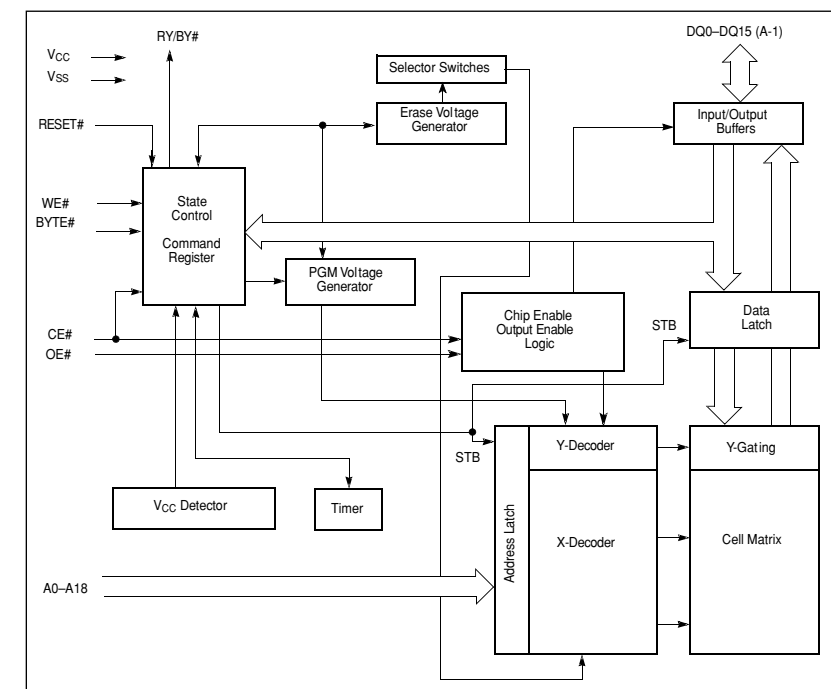 RY/BY#
DQ0–DQ15 (A-1)
VCC
VSS
Selector Switches
Erase Voltage
Generator
Input/Output
Buffers
RESET#
State
Control
Command
Register
WE#
BYTE#
PGM Voltage
Generator
Chip Enable
Output Enable
Logic
STB
Data
Latch
CE#
OE#
STB
Address Latch
Y-Decoder
Y-Gating
VCC Detector
Timer
X-Decoder
Cell Matrix
A0–A18